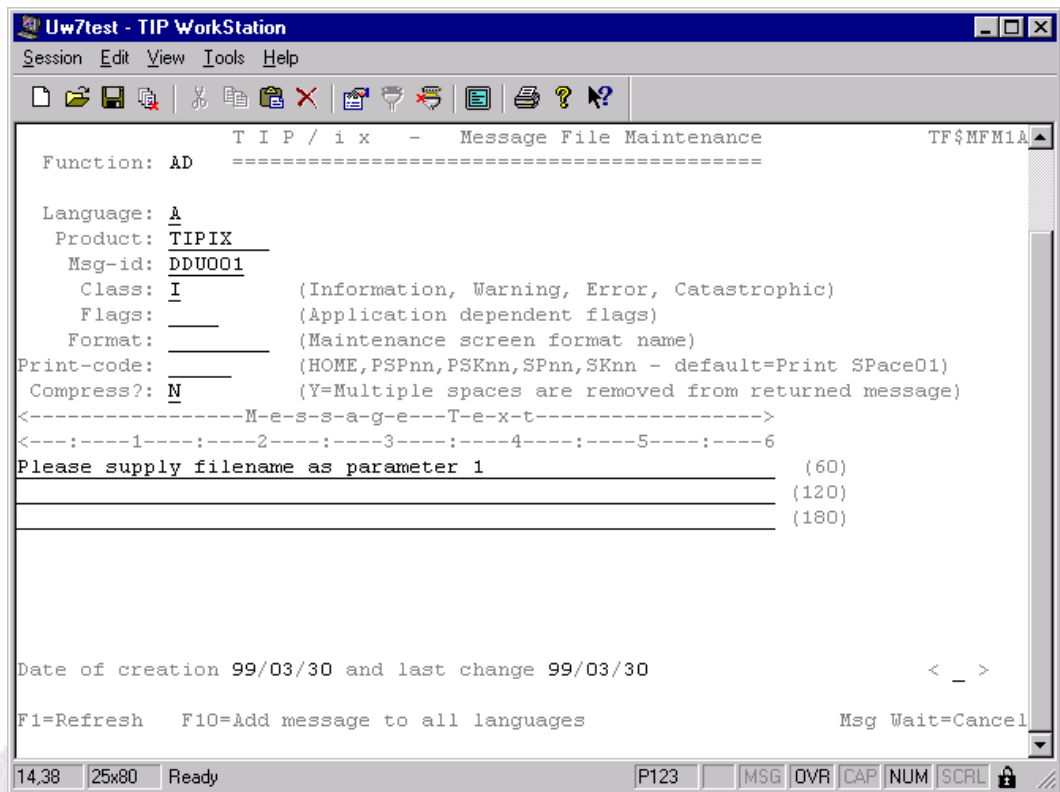 Uw7test - TIP WorkStation
Session Edit View Tools Help
T I P / i x - Message File Maintenance TF$MFM1A
Function: AD ==========================================
Language: A
Product: TIPIX
Msg-id: DDU001
Class: I (Information, Warning, Error, Catastrophic)
Flags: ____ (Application dependent flags)
Format: ________ (Maintenance screen format name)
Print-code: _____ (HOME,PSPnn,PSKnn,SPnn,SKnn - default=Print SPace01)
Compress?: N (Y=Multiple spaces are removed from returned message)
<------------------M-e-s-s-a-g-e---T-e-x-t------------------>
<---:----1----:----2----:----3----:----4----:----5----:----6
Please supply filename as parameter 1 (60)
(120)
(180)
Date of creation 99/03/30 and last change 99/03/30 < _ >
F1=Refresh F10=Add message to all languages Msg Wait=Cancel
14,38 25x80 Ready P123 MSG OVR CAP NUM SCRL